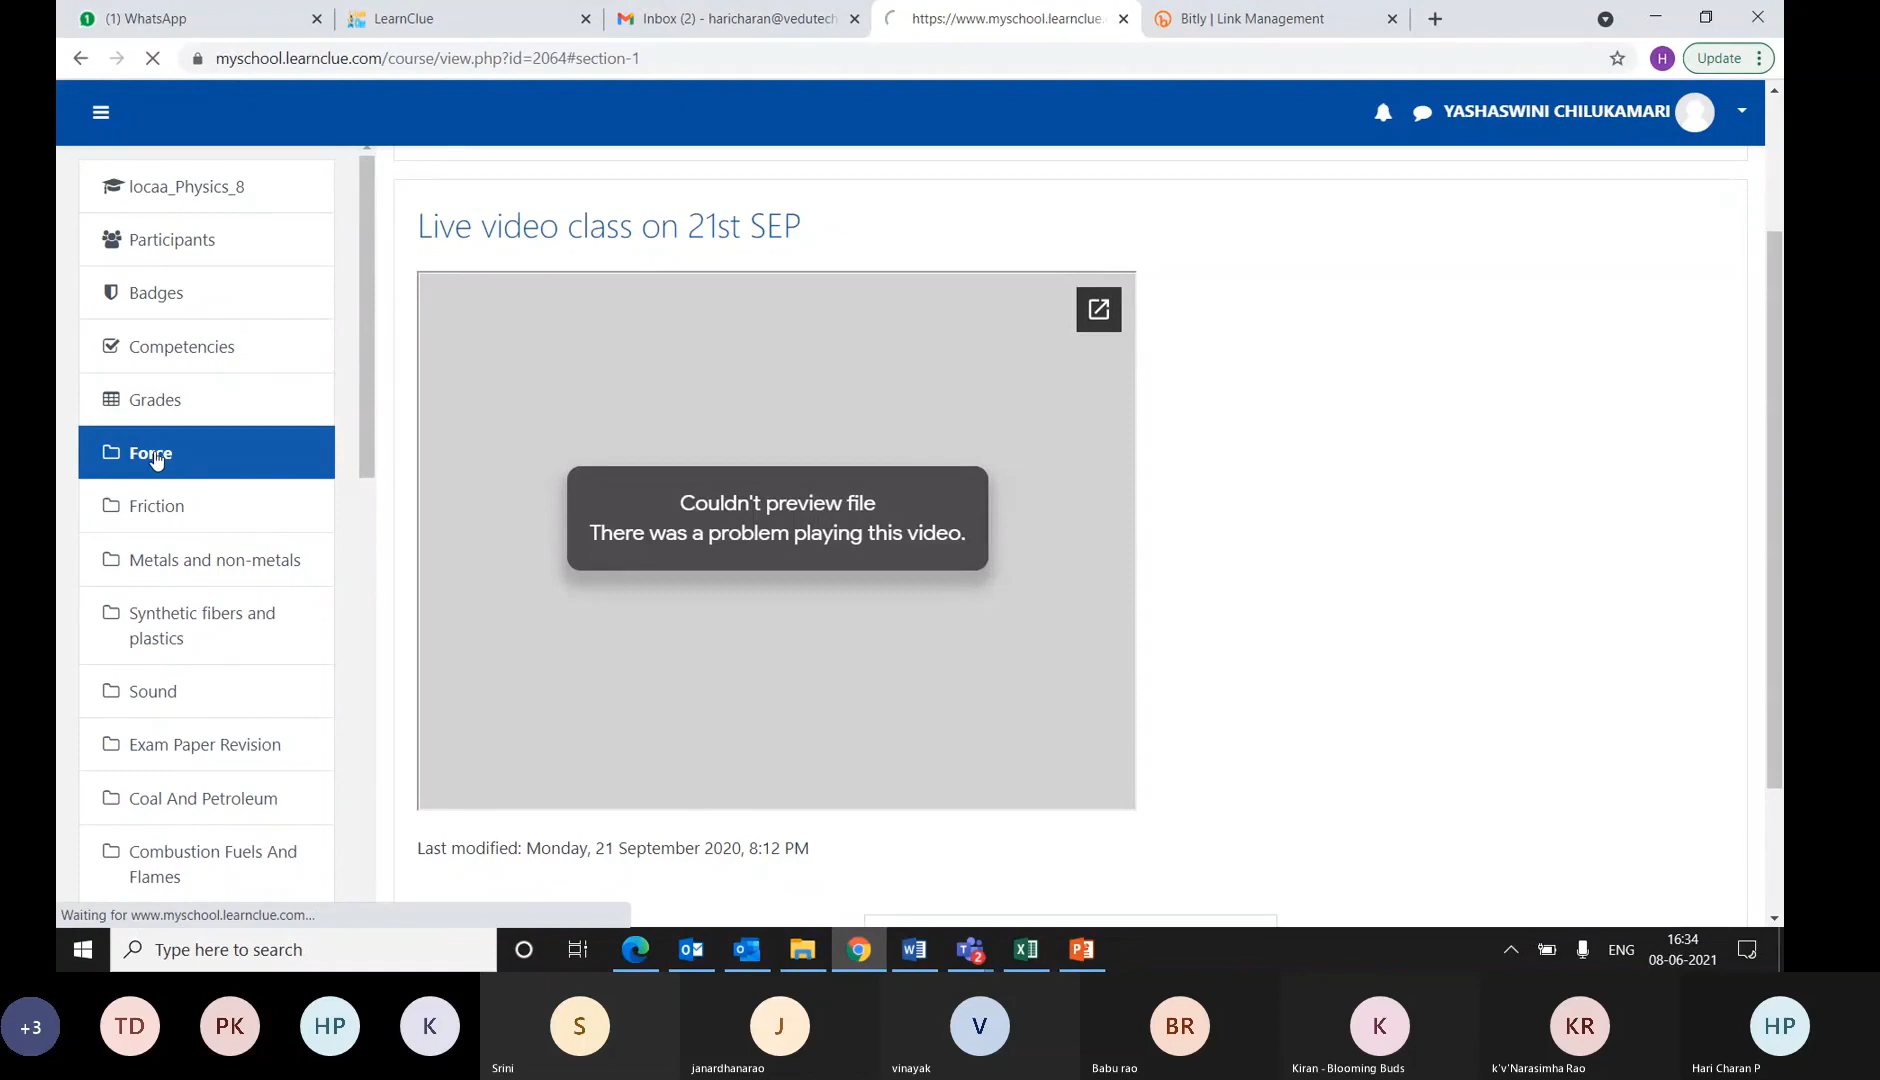 (1) WhatsApp
LearnClue
Inbox (2) - haricharan@vedutech
https://www.myschool.learnclue.
Bitly | Link Management
myschool.learnclue.com/course/view.php?id=2064#section-1
H
Update
YASHASWINI CHILUKAMARI
locaa_Physics_8
Participants
Badges
Competencies
Grades
Force
Friction
Metals and non-metals
Synthetic fibers and
plastics
Sound
Exam Paper Revision
Coal And Petroleum
Combustion Fuels And
Flames
Live video class on 21st SEP
Couldn't preview file
There was a problem playing this video.
Last modified: Monday, 21 September 2020, 8:12 PM
Waiting for www.myschool.learnclue.com...
Type here to search
2
ENG
16:34
08-06-2021
+3
TD
PK
HP
K
S
Srini
J
janardhanarao
V
vinayak
BR
Babu rao
K
Kiran - Blooming Buds
KR
k'v'Narasimha Rao
HP
Hari Charan P